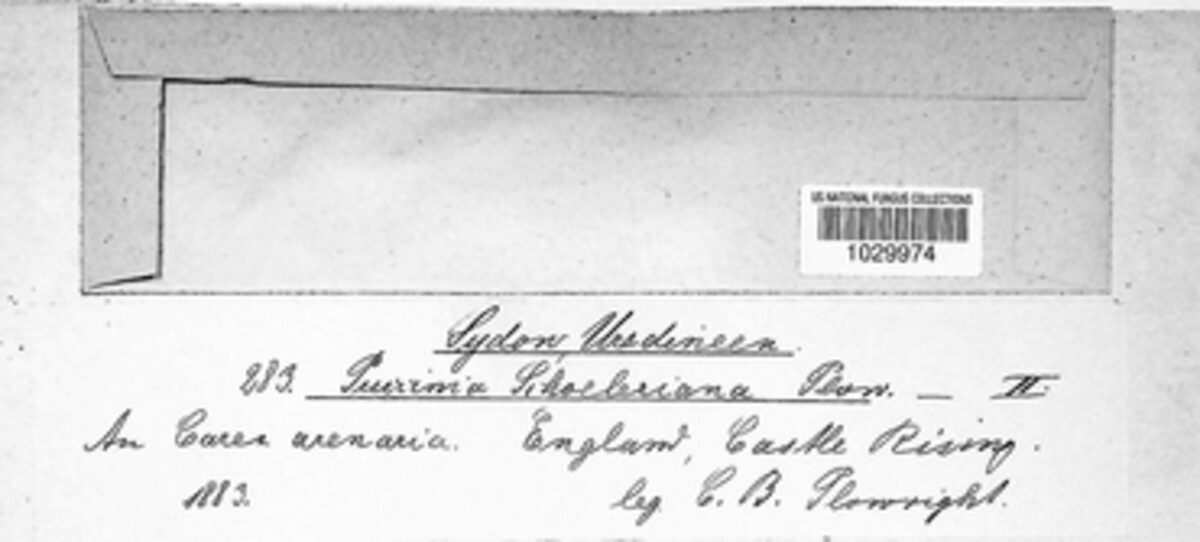 US NATIONAL FUNGUS COLLECTIONS
1029974
Sydow, Uredineen.
283. Puccinia Schoeleriana Plow. — II.
An Carex arenaria. England, Castle Rising.
1883. leg. C. B. Plowright.